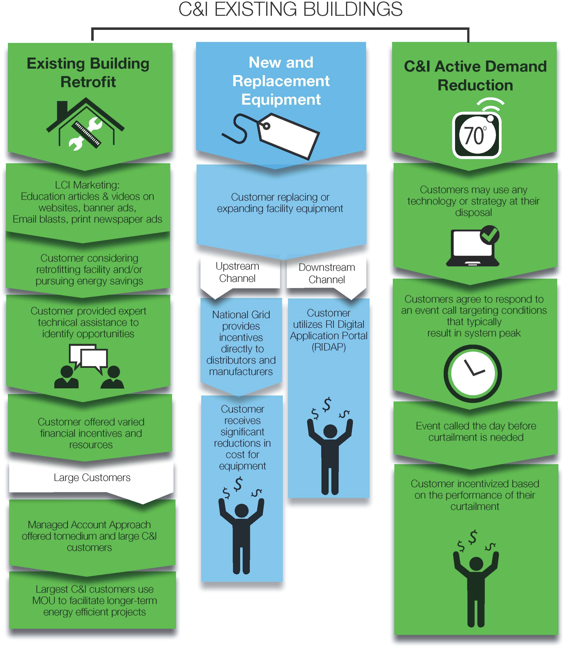 C&I EXISTING BUILDINGS
Existing Building
Retrofit
LCI Marketing:
Education articles & videos on
websites, banner ads,
Email blasts, print newspaper ads
Customer considering
retrofitting facility and/or
pursuing energy savings
Customer provided expert
technical assistance to
identify opportunities
Customer offered varied
financial incentives and
resources
Large Customers
Managed Account Approach
offered tomedium and large C&I
customers
Largest C&I customers use
MOU to facilitate longer-term
energy efficient projects
New and
Replacement
Equipment
Customer replacing or
expanding facility equipment
Upstream
Channel
National Grid
provides
incentives
directly to
distributors and
manufacturers
Customer
receives
significant
reductions in
cost for
equipment
$ $ $
Downstream
Channel
Customer
utilizes RI Digital
Application Portal
(RIDAP)
$ $ $
C&I Active Demand
Reduction
70°
Customers may use any
technology or strategy at their
disposal
Customers agree to respond to
an event call targeting conditions
that typically
result in system peak
Event called the day before
curtailment is needed
Customer incentivized based
on the performance of their
curtailment
$ $ $